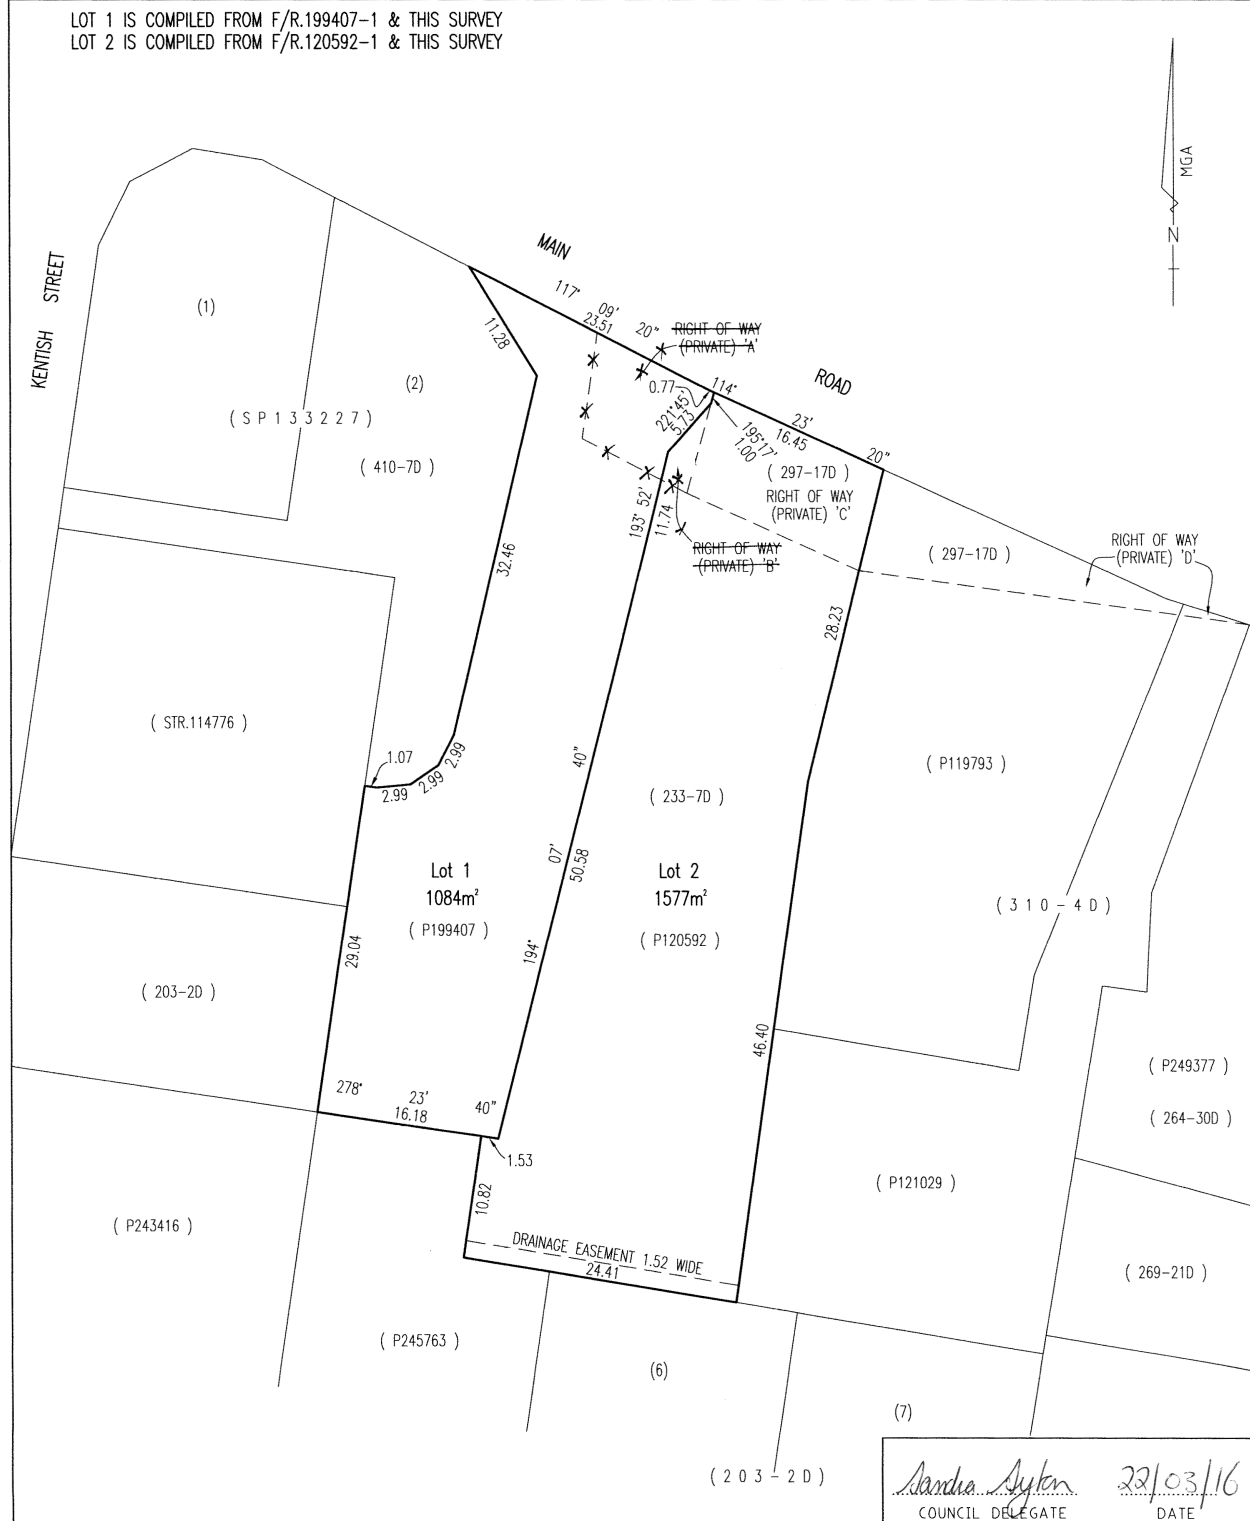 LOT 1 IS COMPILED FROM F/R.199407-1 & THIS SURVEY
LOT 2 IS COMPILED FROM F/R.120592-1 & THIS SURVEY
MGA
N
KENTISH STREET
MAIN
ROAD
117° 09' 20"
23.51
RIGHT OF WAY
(PRIVATE) 'A'
(1)
11.28
(2)
(SP133227)
(410-7D)
0.77
114° 23' 20"
16.45
221°45'
5.73
195°17'
1.00
(297-17D)
RIGHT OF WAY
(PRIVATE) 'C'
193° 52'
11.74
RIGHT OF WAY
(PRIVATE) 'B'
(297-17D)
RIGHT OF WAY
(PRIVATE) 'D'
32.46
28.23
(STR.114776)
1.07
2.99
2.99
2.99
(P119793)
(233-7D)
194° 07' 40"
50.58
Lot 1
1084m²
(P199407)
Lot 2
1577m²
(P120592)
(310-4D)
29.04
(203-2D)
46.40
(P249377)
(264-30D)
278° 23' 40"
16.18
1.53
10.82
(P121029)
(P243416)
DRAINAGE EASEMENT 1.52 WIDE
24.41
(269-21D)
(P245763)
(6)
(7)
(203-2D)
22/03/16
COUNCIL DELEGATE
DATE